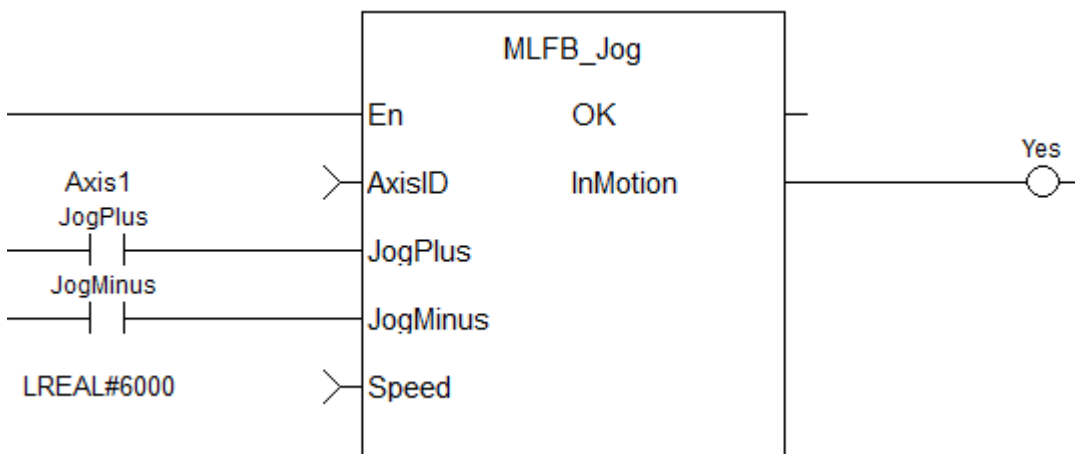 MLFB_Jog
En OK
Yes
Axis1
AxisID InMotion
JogPlus
JogPlus
JogMinus
JogMinus
LREAL#6000 Speed